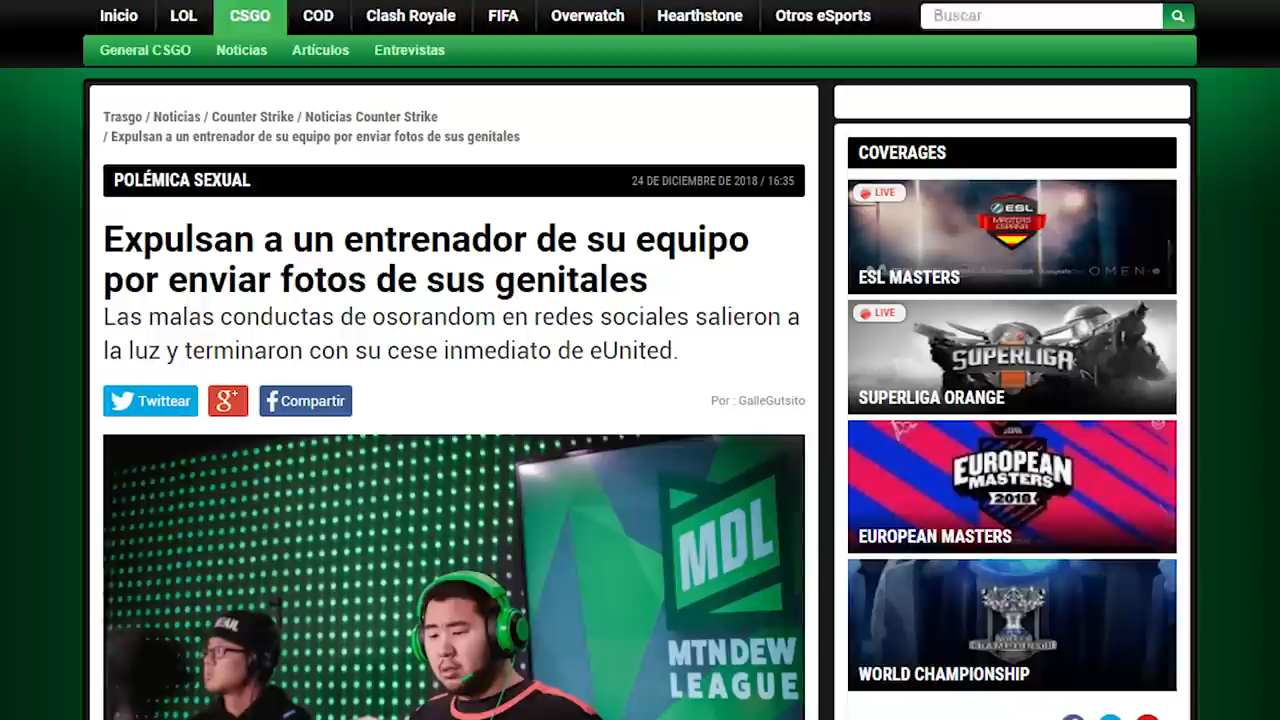 Inicio LOL CSGO COD Clash Royale FIFA Overwatch Hearthstone Otros eSports Buscar
General CSGO Noticias Artículos Entrevistas
Trasgo / Noticias / Counter Strike / Noticias Counter Strike
/ Expulsan a un entrenador de su equipo por enviar fotos de sus genitales
POLÉMICA SEXUAL 24 DE DICIEMBRE DE 2018 / 16:35
Expulsan a un entrenador de su equipo
por enviar fotos de sus genitales
Las malas conductas de osorandom en redes sociales salieron a
la luz y terminaron con su cese inmediato de eUnited.
Twittear g+ Compartir Por : GalleGutsito
MDL
MTN DEW
LEAGUE
COVERAGES
LIVE
ESL
MASTERS
ESPAÑA
OMEN
ESL MASTERS
LIVE
SUPERLIGA
SUPERLIGA ORANGE
EUROPEAN
MASTERS
2018
EUROPEAN MASTERS
WORLD
CHAMPIONSHIP
WORLD CHAMPIONSHIP